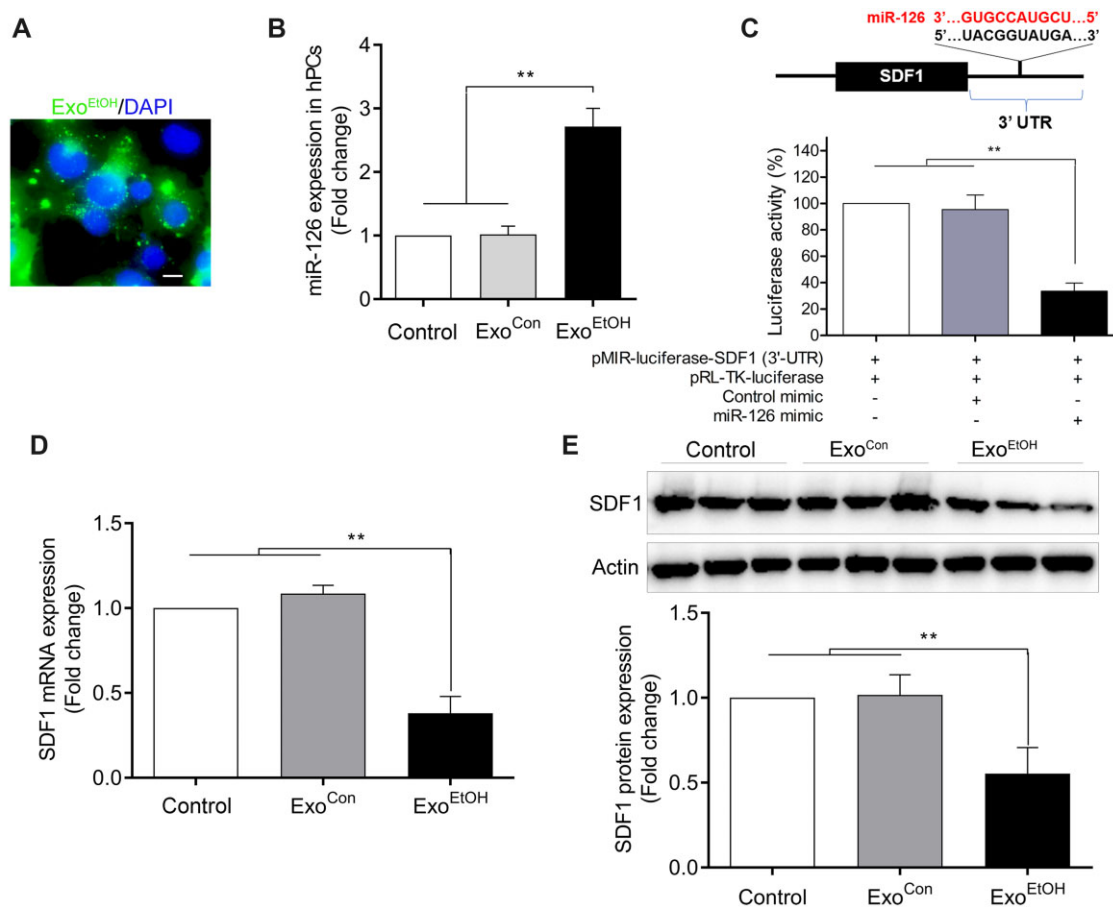 A
Exo^EtOH/DAPI
B
miR-126 expession in hPCs
(Fold change)
4
3
2
1
0
**
Control
Exo^Con
Exo^EtOH
C
miR-126 3’...GUGCCAUGCU...5’
5’...UACGGUAUGA...3’
SDF1
3’ UTR
Luciferase activity (%)
140
120
100
80
60
40
20
0
**
pMIR-luciferase-SDF1 (3'-UTR) + + +
pRL-TK-luciferase + + +
Control mimic - + -
miR-126 mimic - - +
D
SDF1 mRNA expression
(Fold change)
1.5
1.0
0.5
0.0
**
Control
Exo^Con
Exo^EtOH
E
Control
Exo^Con
Exo^EtOH
SDF1
Actin
SDF1 protein expression
(Fold change)
1.5
1.0
0.5
0.0
**
Control
Exo^Con
Exo^EtOH